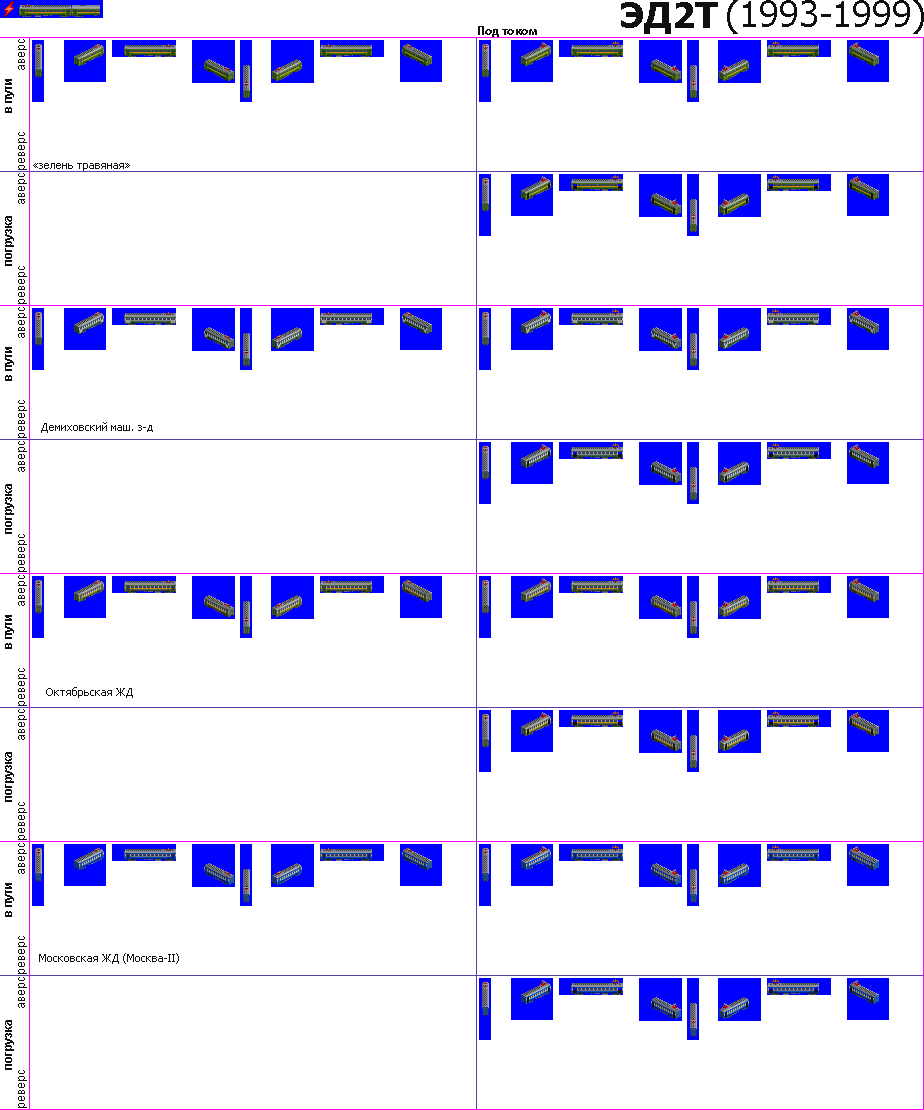 ЭД2Т (1993-1999)
Под током
аверс
в пути
реверс
«зелень травяная»
аверс
погрузка
реверс
аверс
в пути
реверс
Демиховский маш. з-д
аверс
погрузка
реверс
аверс
в пути
реверс
Октябрьская ЖД
аверс
погрузка
реверс
аверс
в пути
реверс
Московская ЖД (Москва-II)
аверс
погрузка
реверс